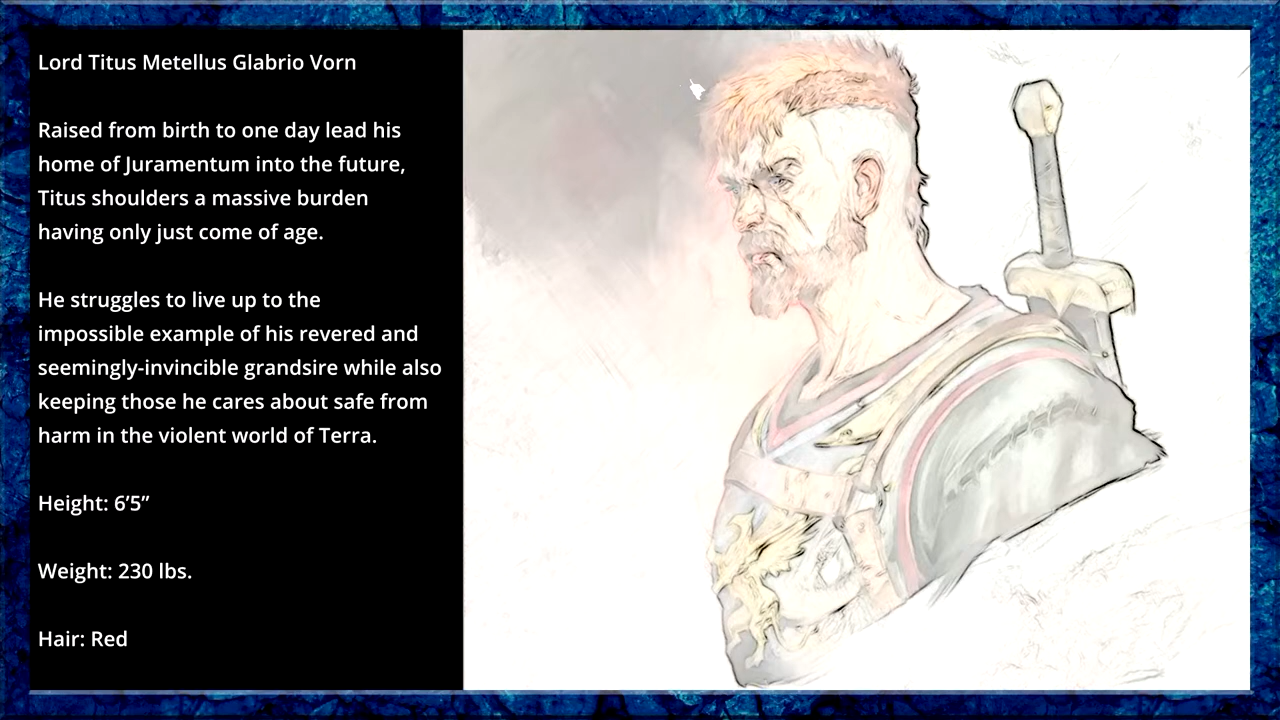 Lord Titus Metellus Glabrio Vorn
Raised from birth to one day lead his
home of Juramentum into the future,
Titus shoulders a massive burden
having only just come of age.
He struggles to live up to the
impossible example of his revered and
seemingly-invincible grandsire while also
keeping those he cares about safe from
harm in the violent world of Terra.
Height: 6’5”
Weight: 230 lbs.
Hair: Red